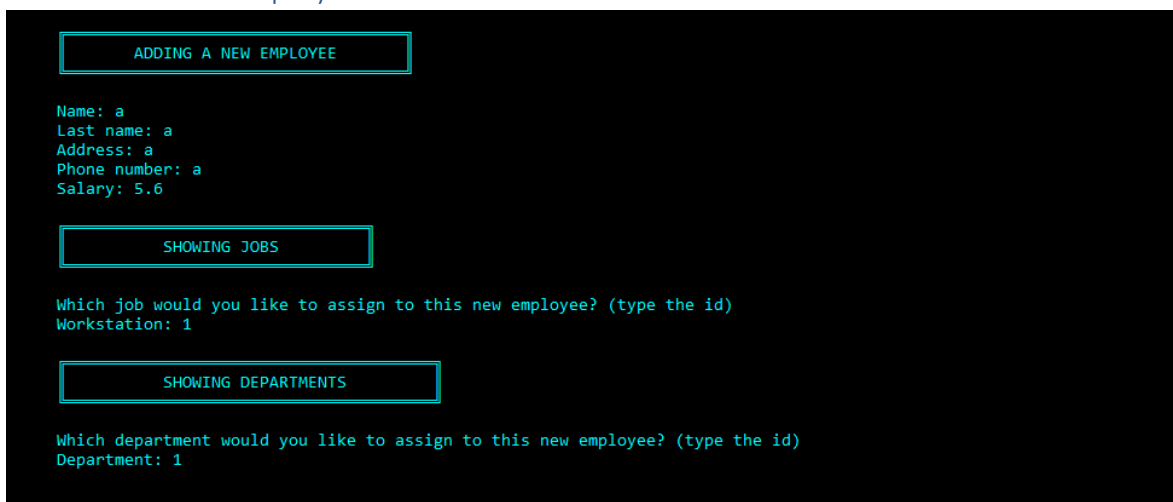 ADDING A NEW EMPLOYEE
Name: a
Last name: a
Address: a
Phone number: a
Salary: 5.6
SHOWING JOBS
Which job would you like to assign to this new employee? (type the id)
Workstation: 1
SHOWING DEPARTMENTS
Which department would you like to assign to this new employee? (type the id)
Department: 1